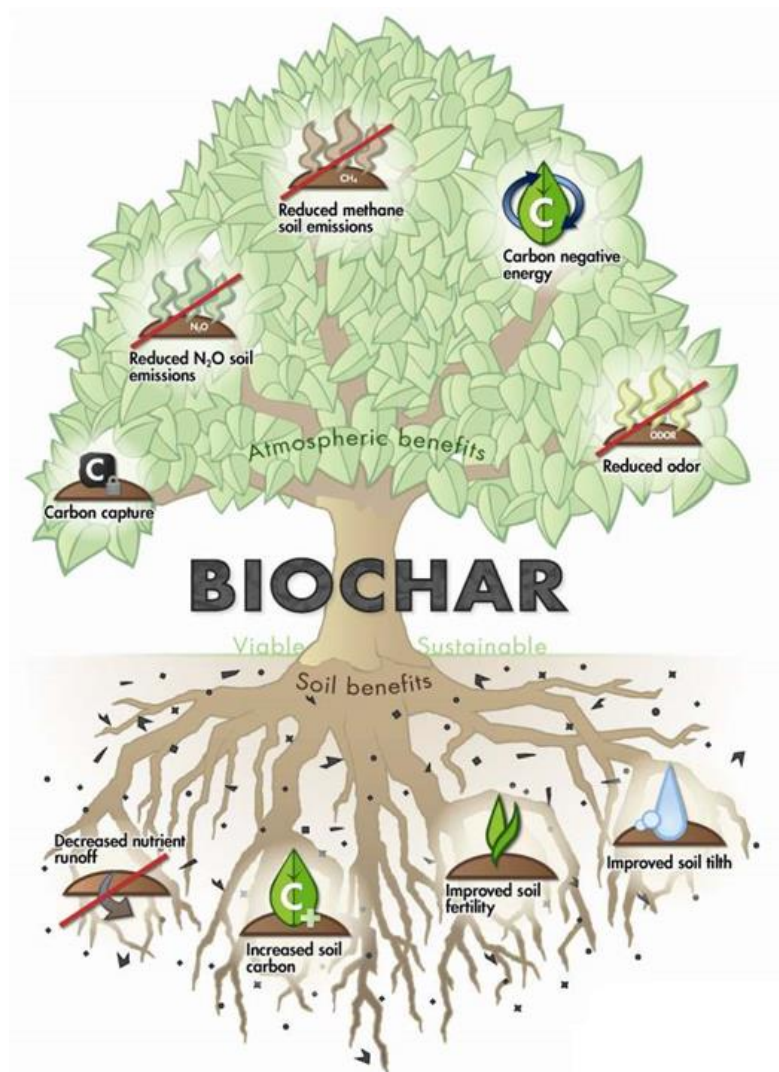 CH₄
Reduced methane
soil emissions
C
Carbon negative
energy
N₂O
Reduced N₂O soil
emissions
ODOR
Reduced odor
Atmospheric benefits
C
Carbon capture
BIOCHAR
Viable
Sustainable
Soil benefits
Decreased nutrient
runoff
C+
Increased soil
carbon
Improved soil
fertility
Improved soil tilth